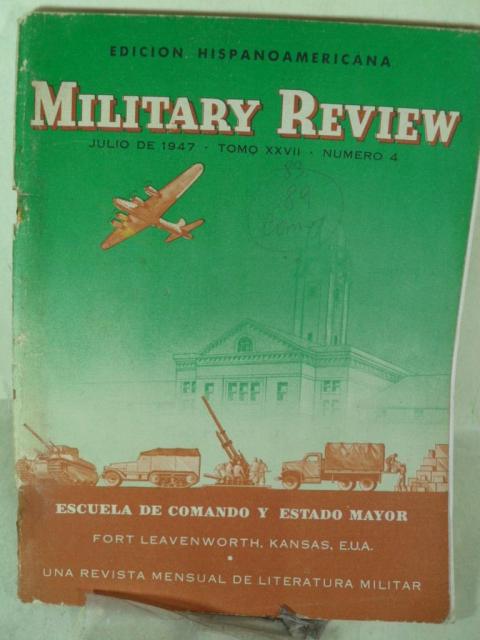 EDICION HISPANOAMERICANA
MILITARY REVIEW
JULIO DE 1947 · TOMO XXVII · NUMERO 4
89
ESCUELA DE COMANDO Y ESTADO MAYOR
FORT LEAVENWORTH, KANSAS, E.U.A.
•
UNA REVISTA MENSUAL DE LITERATURA MILITAR